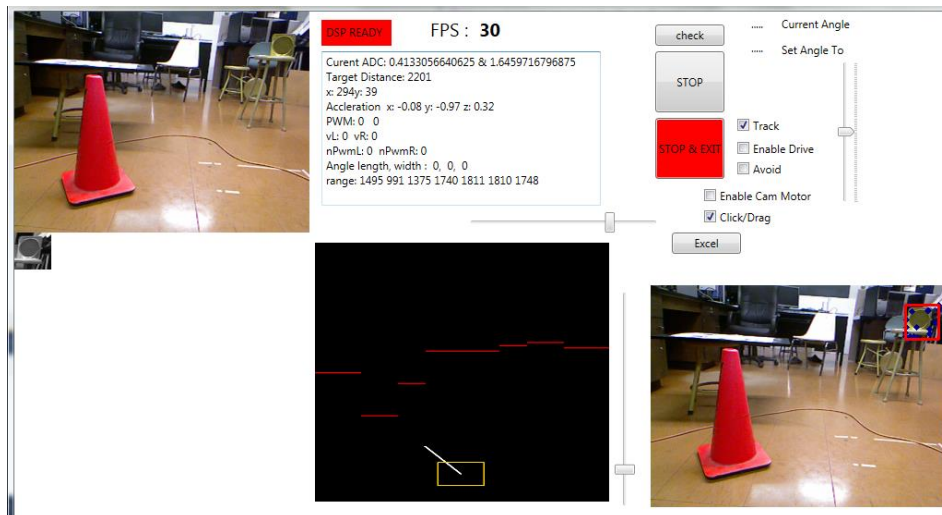 DSP READY
FPS : 30
Curent ADC: 0.4133056640625 & 1.6459716796875
Target Distance: 2201
x: 294y: 39
Accleration x: -0.08 y: -0.97 z: 0.32
PWM: 0 0
vL: 0 vR: 0
nPwmL: 0 nPwmR: 0
Angle length, width : 0, 0, 0
range: 1495 991 1375 1740 1811 1810 1748
check
..... Current Angle
..... Set Angle To
STOP
STOP & EXIT
Track
Enable Drive
Avoid
Enable Cam Motor
Click/Drag
Excel